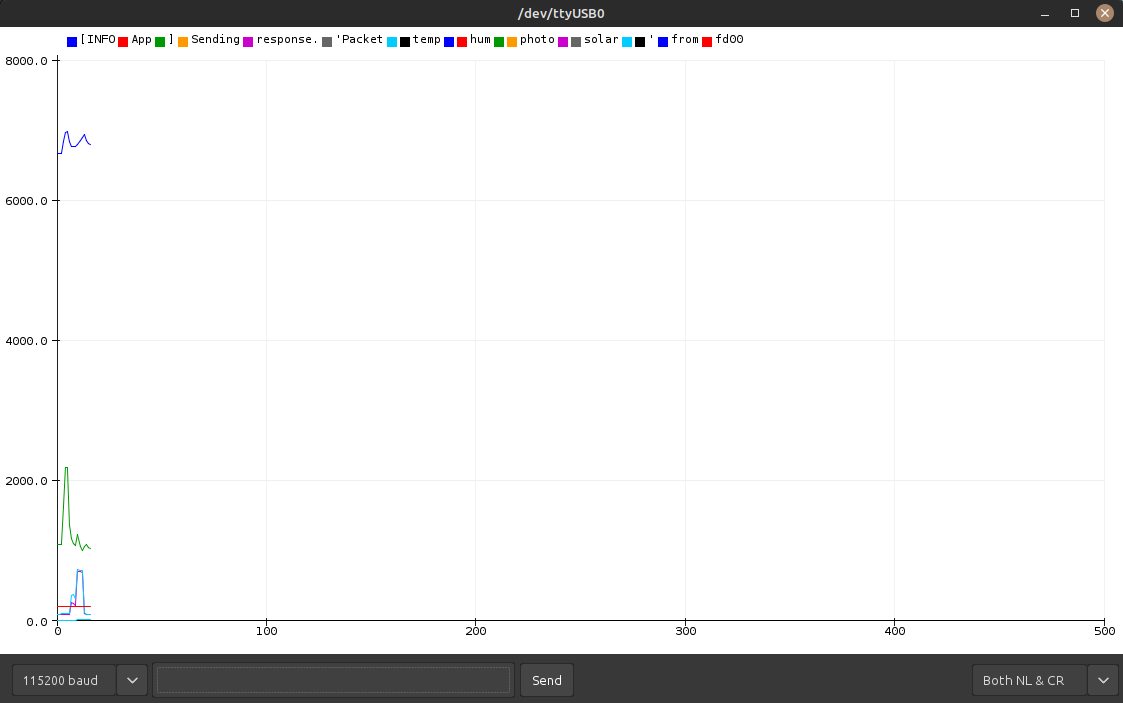 /dev/ttyUSB0
[INFO App ] Sending response. 'Packet temp hum photo solar ' from fd00
8000.0
6000.0
4000.0
2000.0
0.0
0 100 200 300 400 500
115200 baud Send Both NL & CR